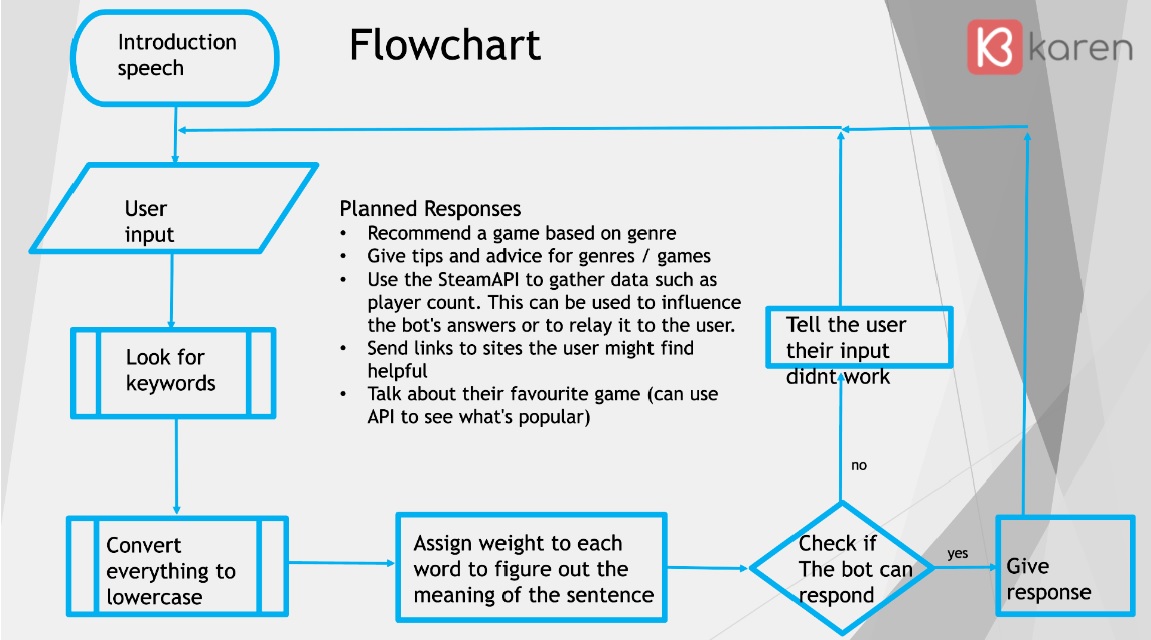 Flowchart
karen
Introduction
speech
User
input
Planned Responses
• Recommend a game based on genre
• Give tips and advice for genres / games
• Use the SteamAPI to gather data such as
player count. This can be used to influence
the bot's answers or to relay it to the user.
• Send links to sites the user might find
helpful
• Talk about their favourite game (can use
API to see what's popular)
Look for
keywords
Tell the user
their input
didnt work
no
Convert
everything to
lowercase
Assign weight to each
word to figure out the
meaning of the sentence
Check if
The bot can
respond
yes
Give
response